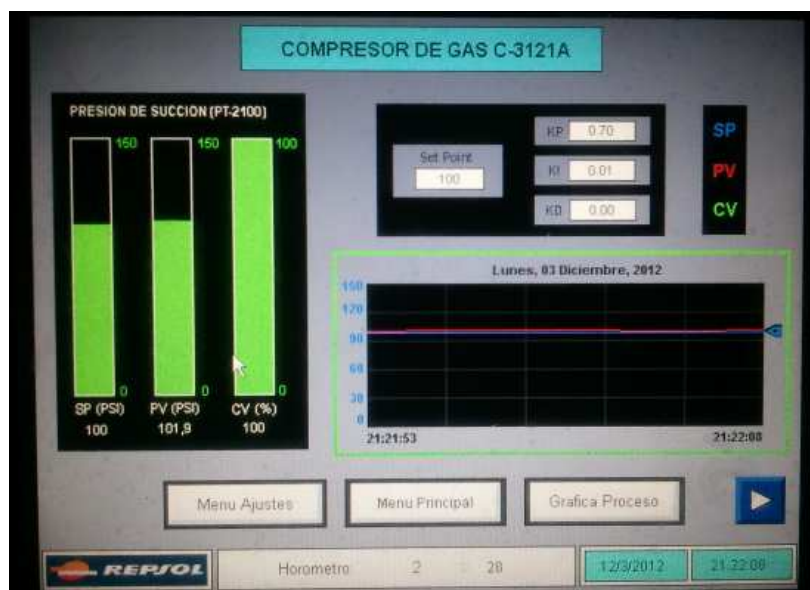 COMPRESOR DE GAS C-3121A
PRESION DE SUCCION (PT-2100)
150 150 100
0 0 0
SP (PSI) PV (PSI) CV (%)
100 101,9 100
Set Point
100
KP 0.70
KI 0.01
KD 0.00
SP
PV
CV
Lunes, 03 Diciembre, 2012
150
120
90
60
30
0
21:21:53 21:22:08
Menu Ajustes Menu Principal Grafica Proceso
REPSOL Horometro 2 : 28 12/3/2012 21:22:08